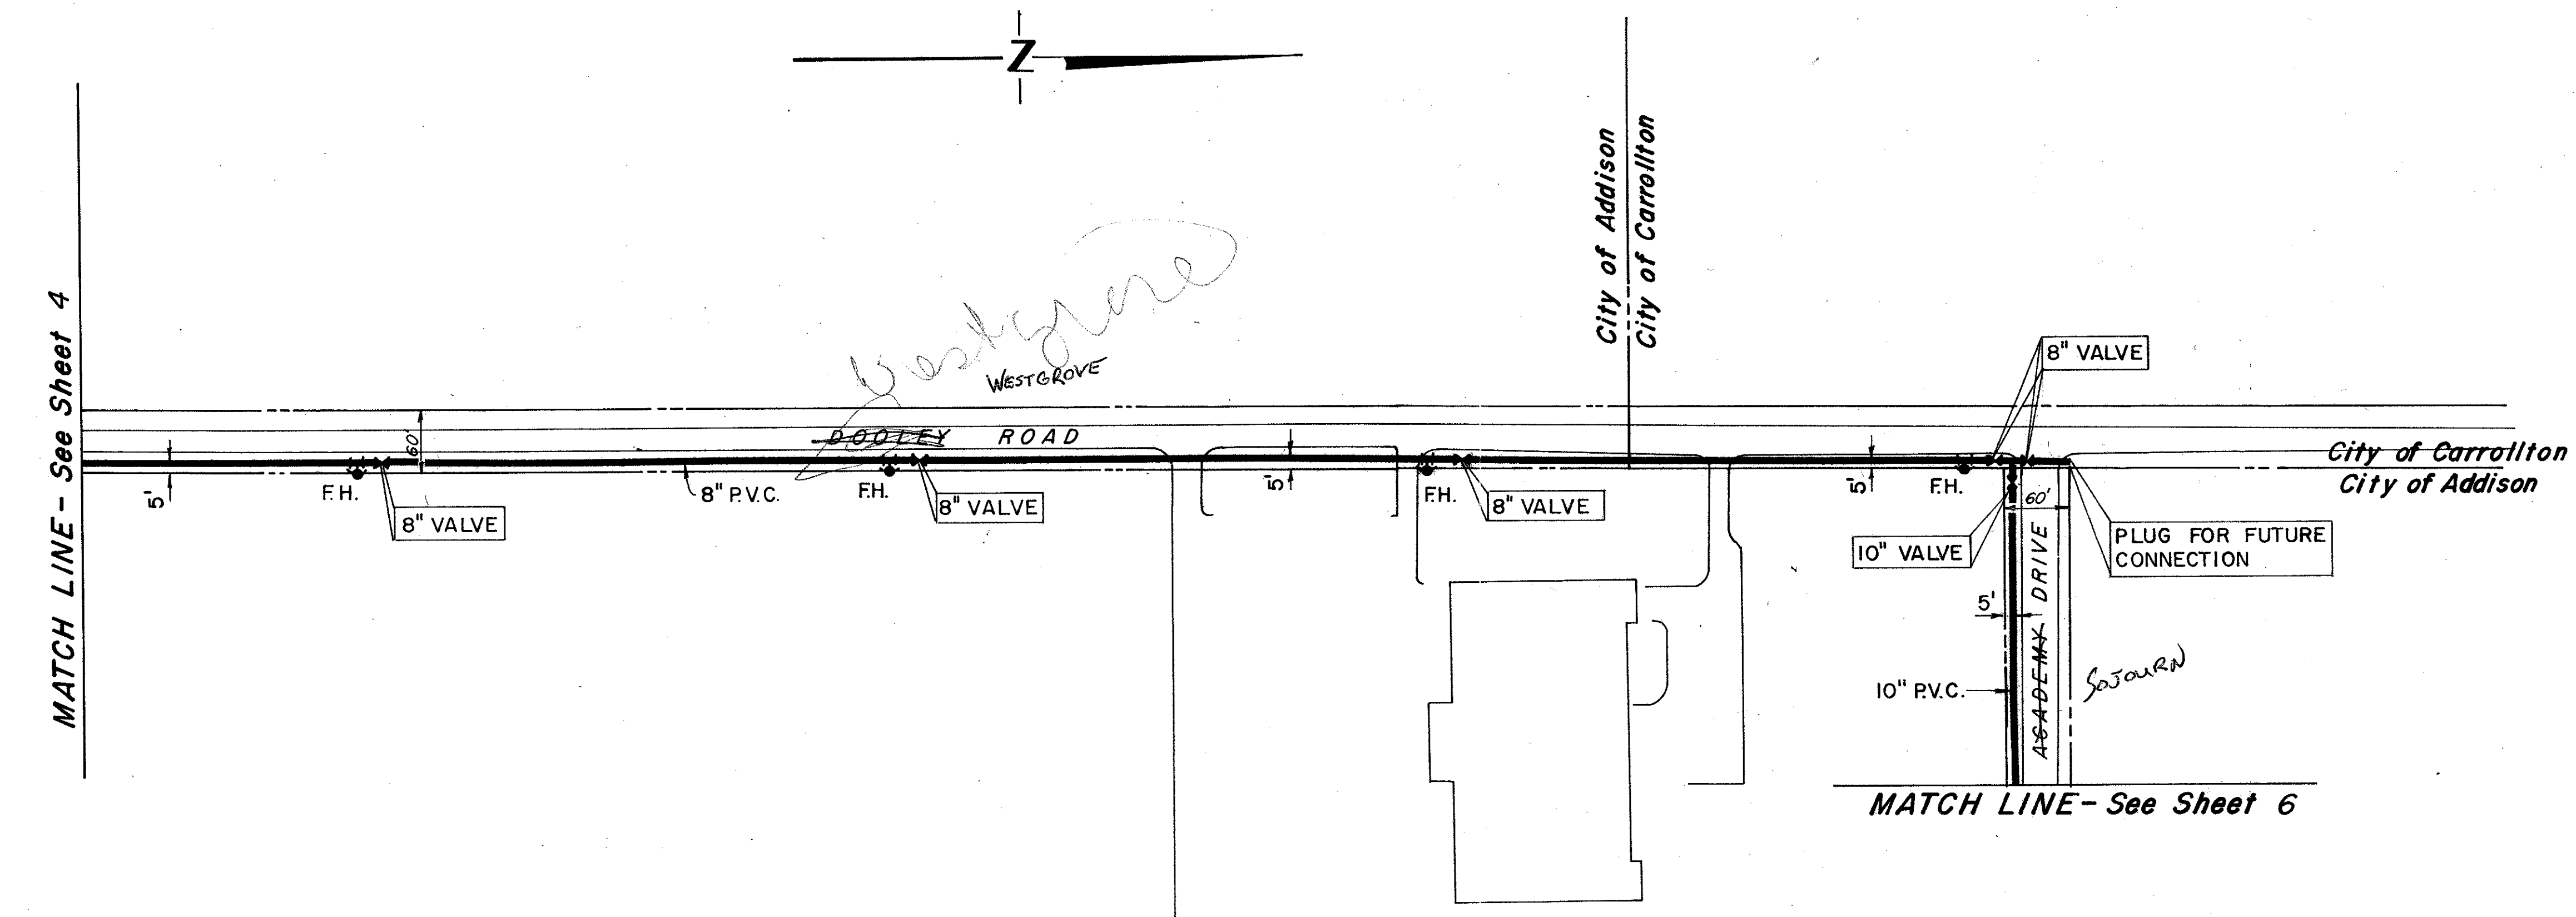 Z
MATCH LINE - See Sheet 4
City of Addison
City of Carrollton
Westgrove
WESTGROVE
DOOLEY ROAD
60'
5'
F.H.
8" VALVE
8" P.V.C.
F.H.
8" VALVE
5'
F.H.
8" VALVE
5'
F.H.
8" VALVE
City of Carrollton
City of Addison
60'
10" VALVE
PLUG FOR FUTURE
CONNECTION
5'
10" P.V.C.
ACADEMY DRIVE
SOJOURN
MATCH LINE - See Sheet 6